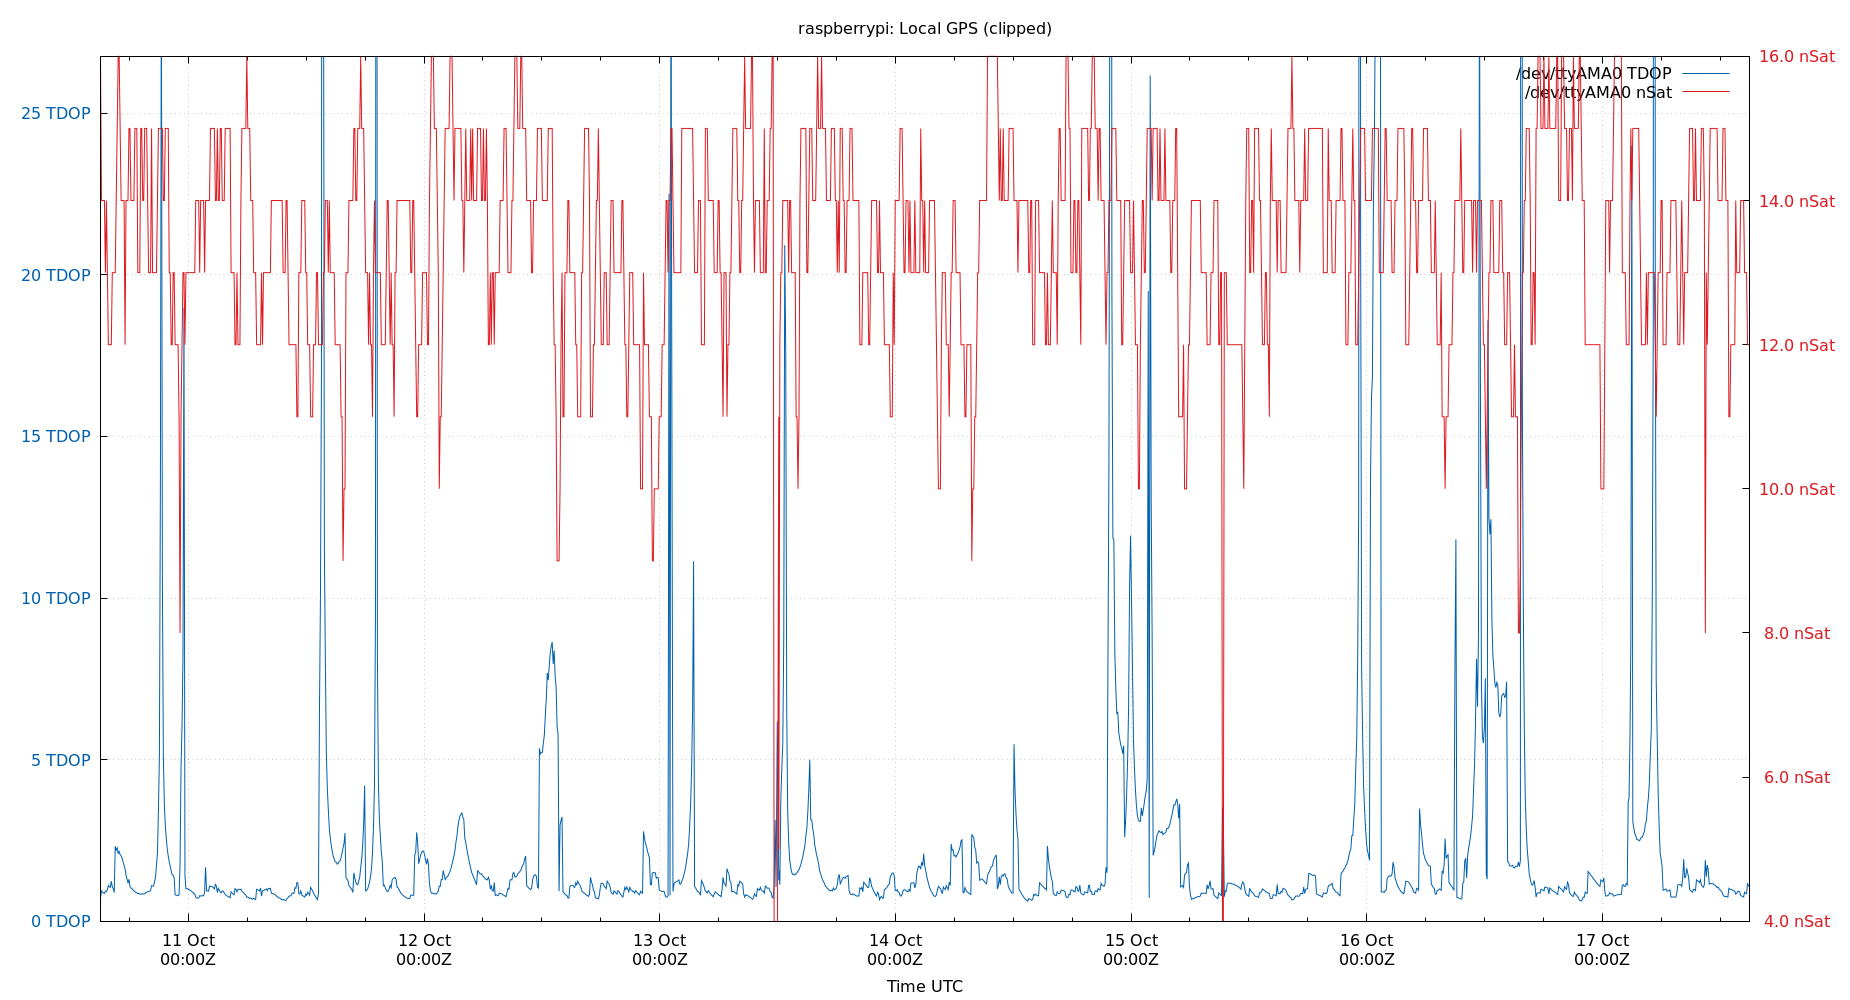 raspberrypi: Local GPS (clipped)
/dev/ttyAMA0 TDOP
/dev/ttyAMA0 nSat
25 TDOP
20 TDOP
15 TDOP
10 TDOP
5 TDOP
0 TDOP
16.0 nSat
14.0 nSat
12.0 nSat
10.0 nSat
8.0 nSat
6.0 nSat
4.0 nSat
11 Oct
00:00Z
12 Oct
00:00Z
13 Oct
00:00Z
14 Oct
00:00Z
15 Oct
00:00Z
16 Oct
00:00Z
17 Oct
00:00Z
Time UTC